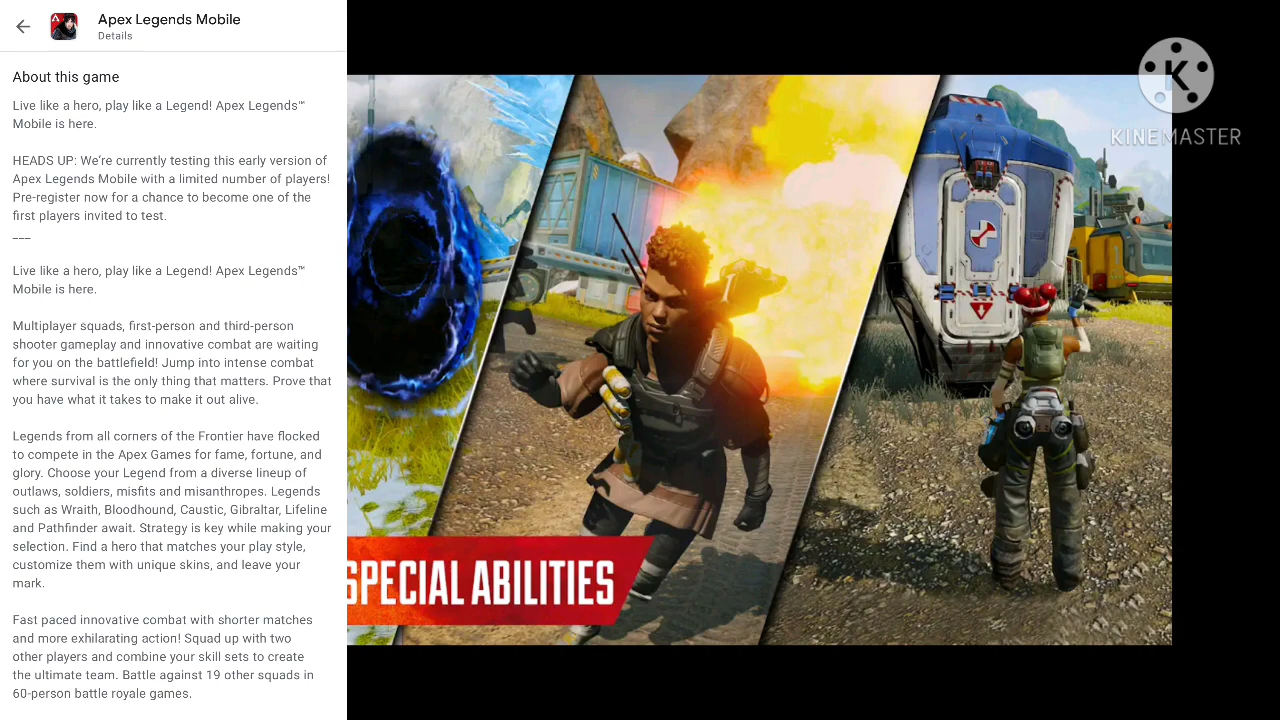 Apex Legends Mobile
Details
About this game
Live like a hero, play like a Legend! Apex Legends™
Mobile is here.
HEADS UP: We're currently testing this early version of
Apex Legends Mobile with a limited number of players!
Pre-register now for a chance to become one of the
first players invited to test.
___
Live like a hero, play like a Legend! Apex Legends™
Mobile is here.
Multiplayer squads, first-person and third-person
shooter gameplay and innovative combat are waiting
for you on the battlefield! Jump into intense combat
where survival is the only thing that matters. Prove that
you have what it takes to make it out alive.
Legends from all corners of the Frontier have flocked
to compete in the Apex Games for fame, fortune, and
glory. Choose your Legend from a diverse lineup of
outlaws, soldiers, misfits and misanthropes. Legends
such as Wraith, Bloodhound, Caustic, Gibraltar, Lifeline
and Pathfinder await. Strategy is key while making your
selection. Find a hero that matches your play style,
customize them with unique skins, and leave your
mark.
Fast paced innovative combat with shorter matches
and more exhilarating action! Squad up with two
other players and combine your skill sets to create
the ultimate team. Battle against 19 other squads in
60-person battle royale games.
SPECIAL ABILITIES
K
KINEMASTER